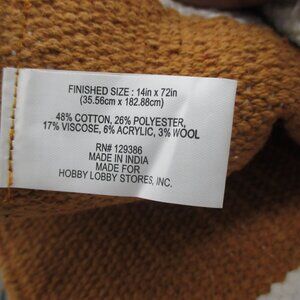 FINISHED SIZE : 14in x 72in
(35.56cm x 182.88cm)
48% COTTON, 26% POLYESTER,
17% VISCOSE, 6% ACRYLIC, 3% WOOL
RN# 129386
MADE IN INDIA
MADE FOR
HOBBY LOBBY STORES, INC.